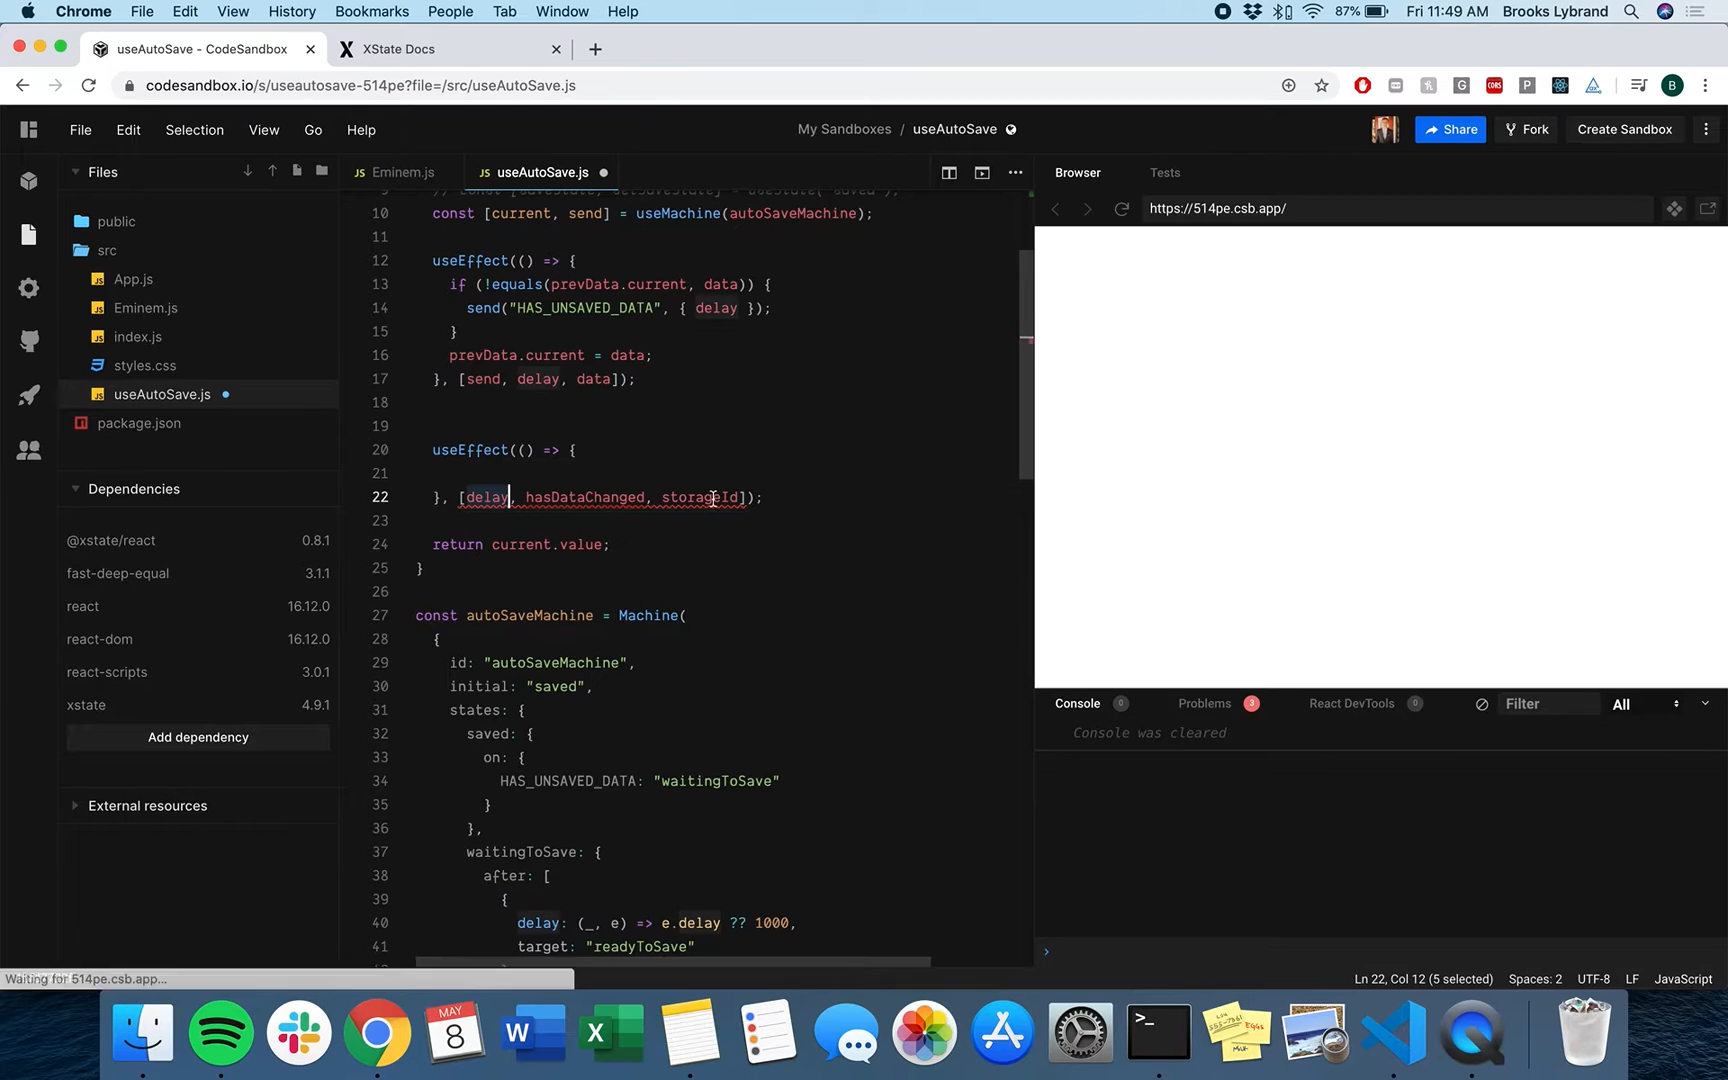 Chrome File Edit View History Bookmarks People Tab Window Help
87% Fri 11:49 AM Brooks Lybrand
useAutoSave - CodeSandbox
XState Docs
codesandbox.io/s/useautosave-514pe?file=/src/useAutoSave.js
File Edit Selection View Go Help
My Sandboxes / useAutoSave
Share Fork Create Sandbox
Files
public
src
App.js
Eminem.js
index.js
styles.css
useAutoSave.js
package.json
Dependencies
@xstate/react 0.8.1
fast-deep-equal 3.1.1
react 16.12.0
react-dom 16.12.0
react-scripts 3.0.1
xstate 4.9.1
Add dependency
External resources
Waiting for 514pe.csb.app...
JS Eminem.js
JS useAutoSave.js
10 const [current, send] = useMachine(autoSaveMachine);
11
12 useEffect(() => {
13 if (!equals(prevData.current, data)) {
14 send("HAS_UNSAVED_DATA", { delay });
15 }
16 prevData.current = data;
17 }, [send, delay, data]);
18
19
20 useEffect(() => {
21
22 }, [delay, hasDataChanged, storageId]);
23
24 return current.value;
25 }
26
27 const autoSaveMachine = Machine(
28 {
29 id: "autoSaveMachine",
30 initial: "saved",
31 states: {
32 saved: {
33 on: {
34 HAS_UNSAVED_DATA: "waitingToSave"
35 }
36 },
37 waitingToSave: {
38 after: [
39 {
40 delay: (_, e) => e.delay ?? 1000,
41 target: "readyToSave"
Browser Tests
https://514pe.csb.app/
Console 0 Problems 3 React DevTools 0 Filter All
Console was cleared
Ln 22, Col 12 (5 selected) Spaces: 2 UTF-8 LF JavaScript
MAY
8